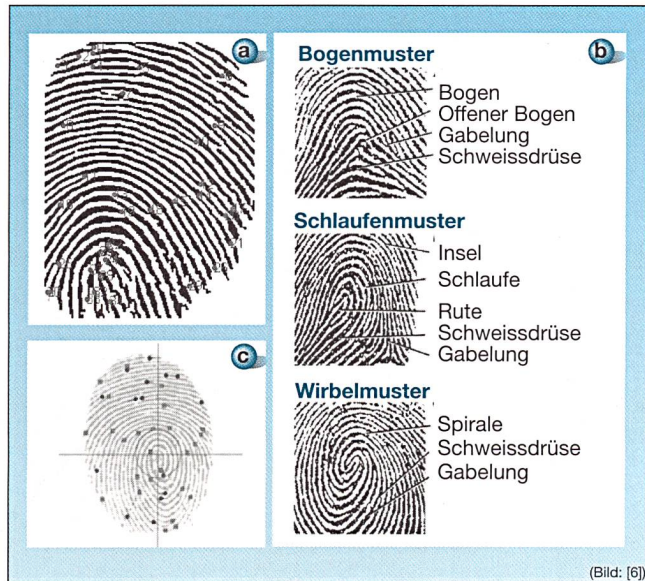 a
b
Bogenmuster
Bogen
Offener Bogen
Gabelung
Schweissdrüse
Schlaufenmuster
Insel
Schlaufe
Rute
Schweissdrüse
Gabelung
c
Wirbelmuster
Spirale
Schweissdrüse
Gabelung
(Bild: [6])